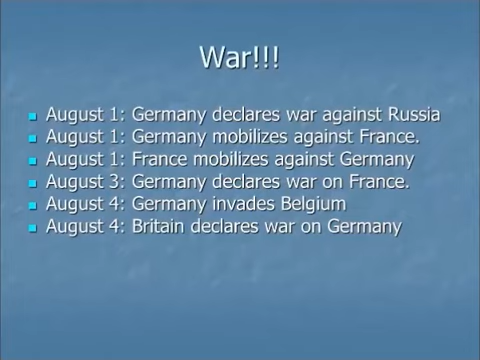 War!!!
August 1: Germany declares war against Russia
August 1: Germany mobilizes against France.
August 1: France mobilizes against Germany
August 3: Germany declares war on France.
August 4: Germany invades Belgium
August 4: Britain declares war on Germany